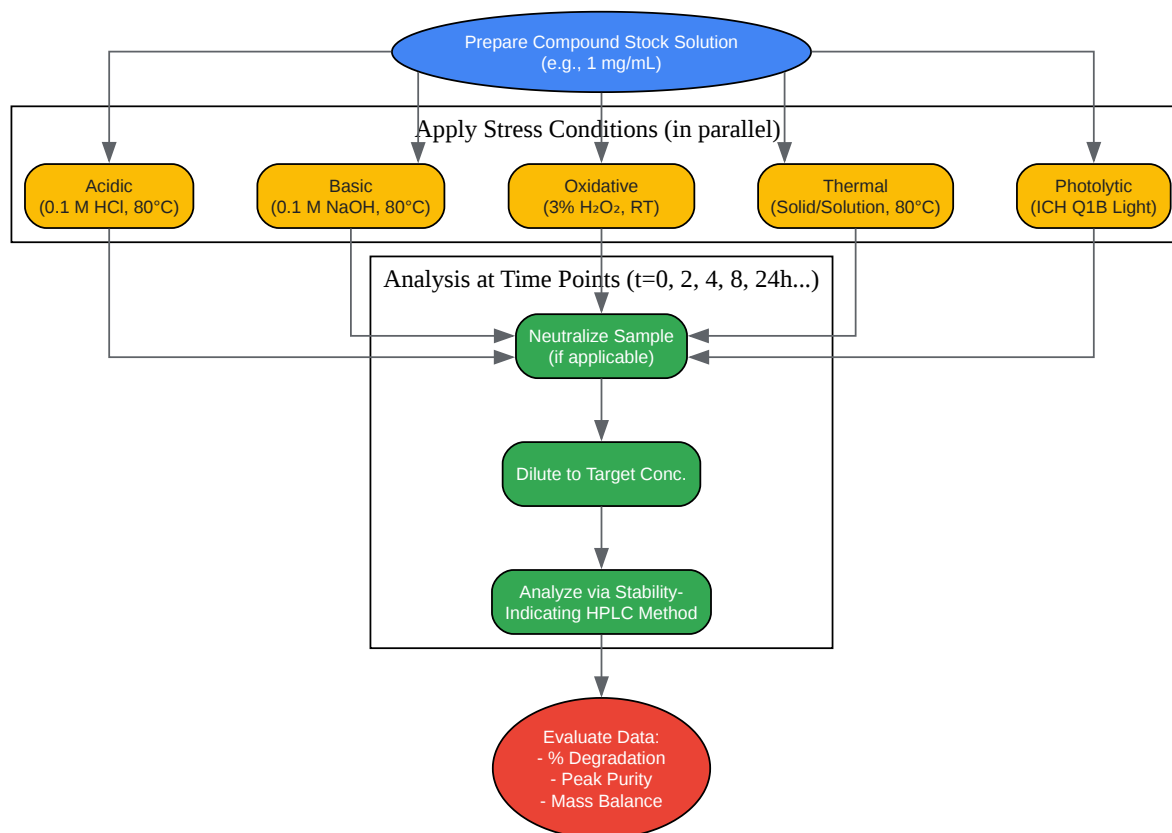 Prepare Compound Stock Solution
(e.g., 1 mg/mL)
Apply Stress Conditions (in parallel)
Acidic
(0.1 M HCl, 80°C)
Basic
(0.1 M NaOH, 80°C)
Oxidative
(3% H₂O₂, RT)
Thermal
(Solid/Solution, 80°C)
Photolytic
(ICH Q1B Light)
Analysis at Time Points (t=0, 2, 4, 8, 24h...)
Neutralize Sample
(if applicable)
Dilute to Target Conc.
Analyze via Stability-
Indicating HPLC Method
Evaluate Data:
- % Degradation
- Peak Purity
- Mass Balance